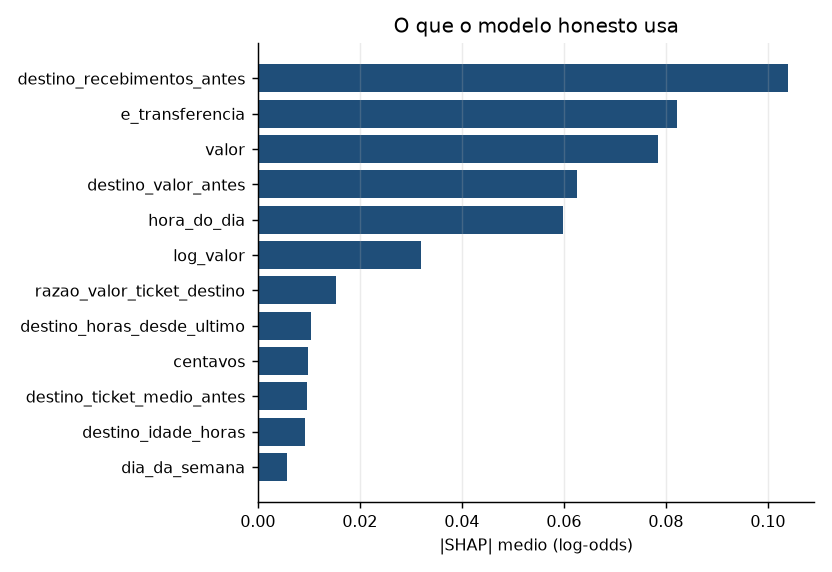 O que o modelo honesto usa
destino_recebimentos_antes
e_transferencia
valor
destino_valor_antes
hora_do_dia
log_valor
razao_valor_ticket_destino
destino_horas_desde_ultimo
centavos
destino_ticket_medio_antes
destino_idade_horas
dia_da_semana
0.00 0.02 0.04 0.06 0.08 0.10
|SHAP| medio (log-odds)